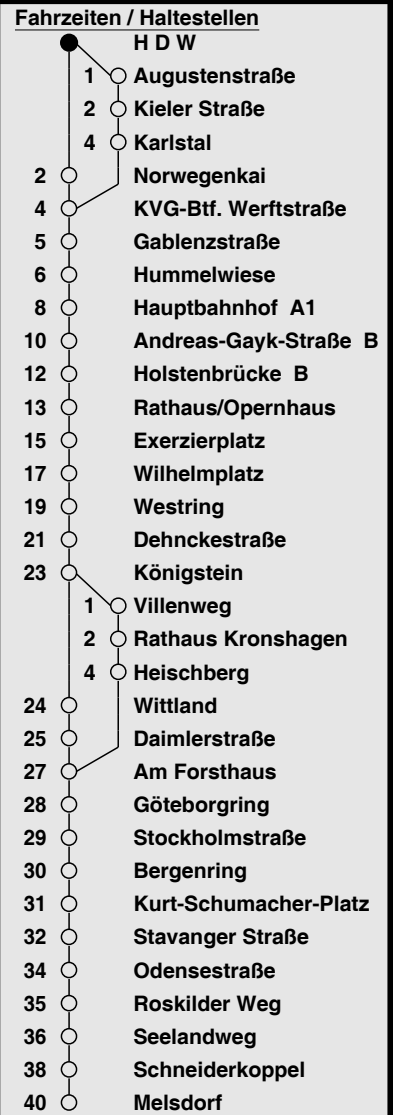 Fahrzeiten / Haltestellen
H D W
1 Augustenstraße
2 Kieler Straße
4 Karlstal
2 Norwegenkai
4 KVG-Btf. Werftstraße
5 Gablenzstraße
6 Hummelwiese
8 Hauptbahnhof A1
10 Andreas-Gayk-Straße B
12 Holstenbrücke B
13 Rathaus/Opernhaus
15 Exerzierplatz
17 Wilhelmplatz
19 Westring
21 Dehnckestraße
23 Königstein
1 Villenweg
2 Rathaus Kronshagen
4 Heischberg
24 Wittland
25 Daimlerstraße
27 Am Forsthaus
28 Göteborgring
29 Stockholmstraße
30 Bergenring
31 Kurt-Schumacher-Platz
32 Stavanger Straße
34 Odensestraße
35 Roskilder Weg
36 Seelandweg
38 Schneiderkoppel
40 Melsdorf